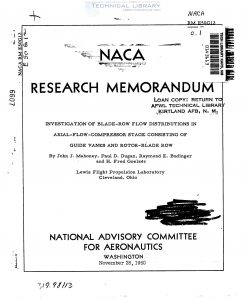 TECHNICAL LIBRARY
NACA
RM E50G12
c.1
NACA RM E50G12
NACA
RESEARCH MEMORANDUM
LOAN COPY: RETURN TO
AFWL TECHNICAL LIBRARY
KIRTLAND AFB, N. M.
INVESTIGATION OF BLADE-ROW FLOW DISTRIBUTIONS IN
AXIAL-FLOW-COMPRESSOR STAGE CONSISTING OF
GUIDE VANES AND ROTOR-BLADE ROW
By John J. Mahoney, Paul D. Dugan, Raymond E. Budinger
and H. Fred Goelzer
Lewis Flight Propulsion Laboratory
Cleveland, Ohio
NATIONAL ADVISORY COMMITTEE
FOR AERONAUTICS
WASHINGTON
November 28, 1950